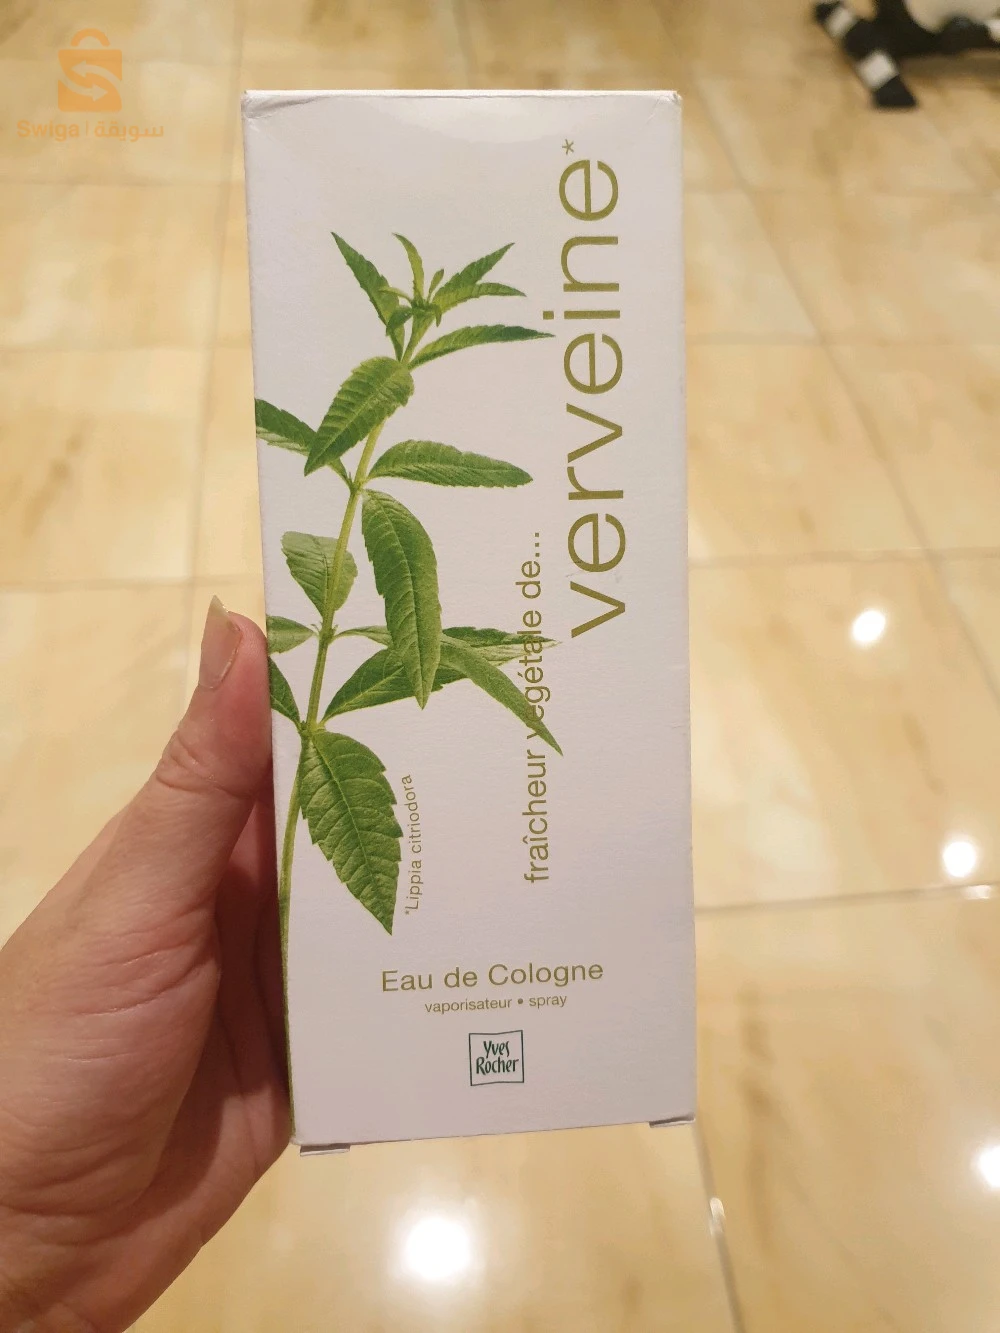 Swiga | سويقة
verveine*
fraîcheur végétale de...
*Lippia citriodora
Eau de Cologne
vaporisateur • spray
Yves
Rocher